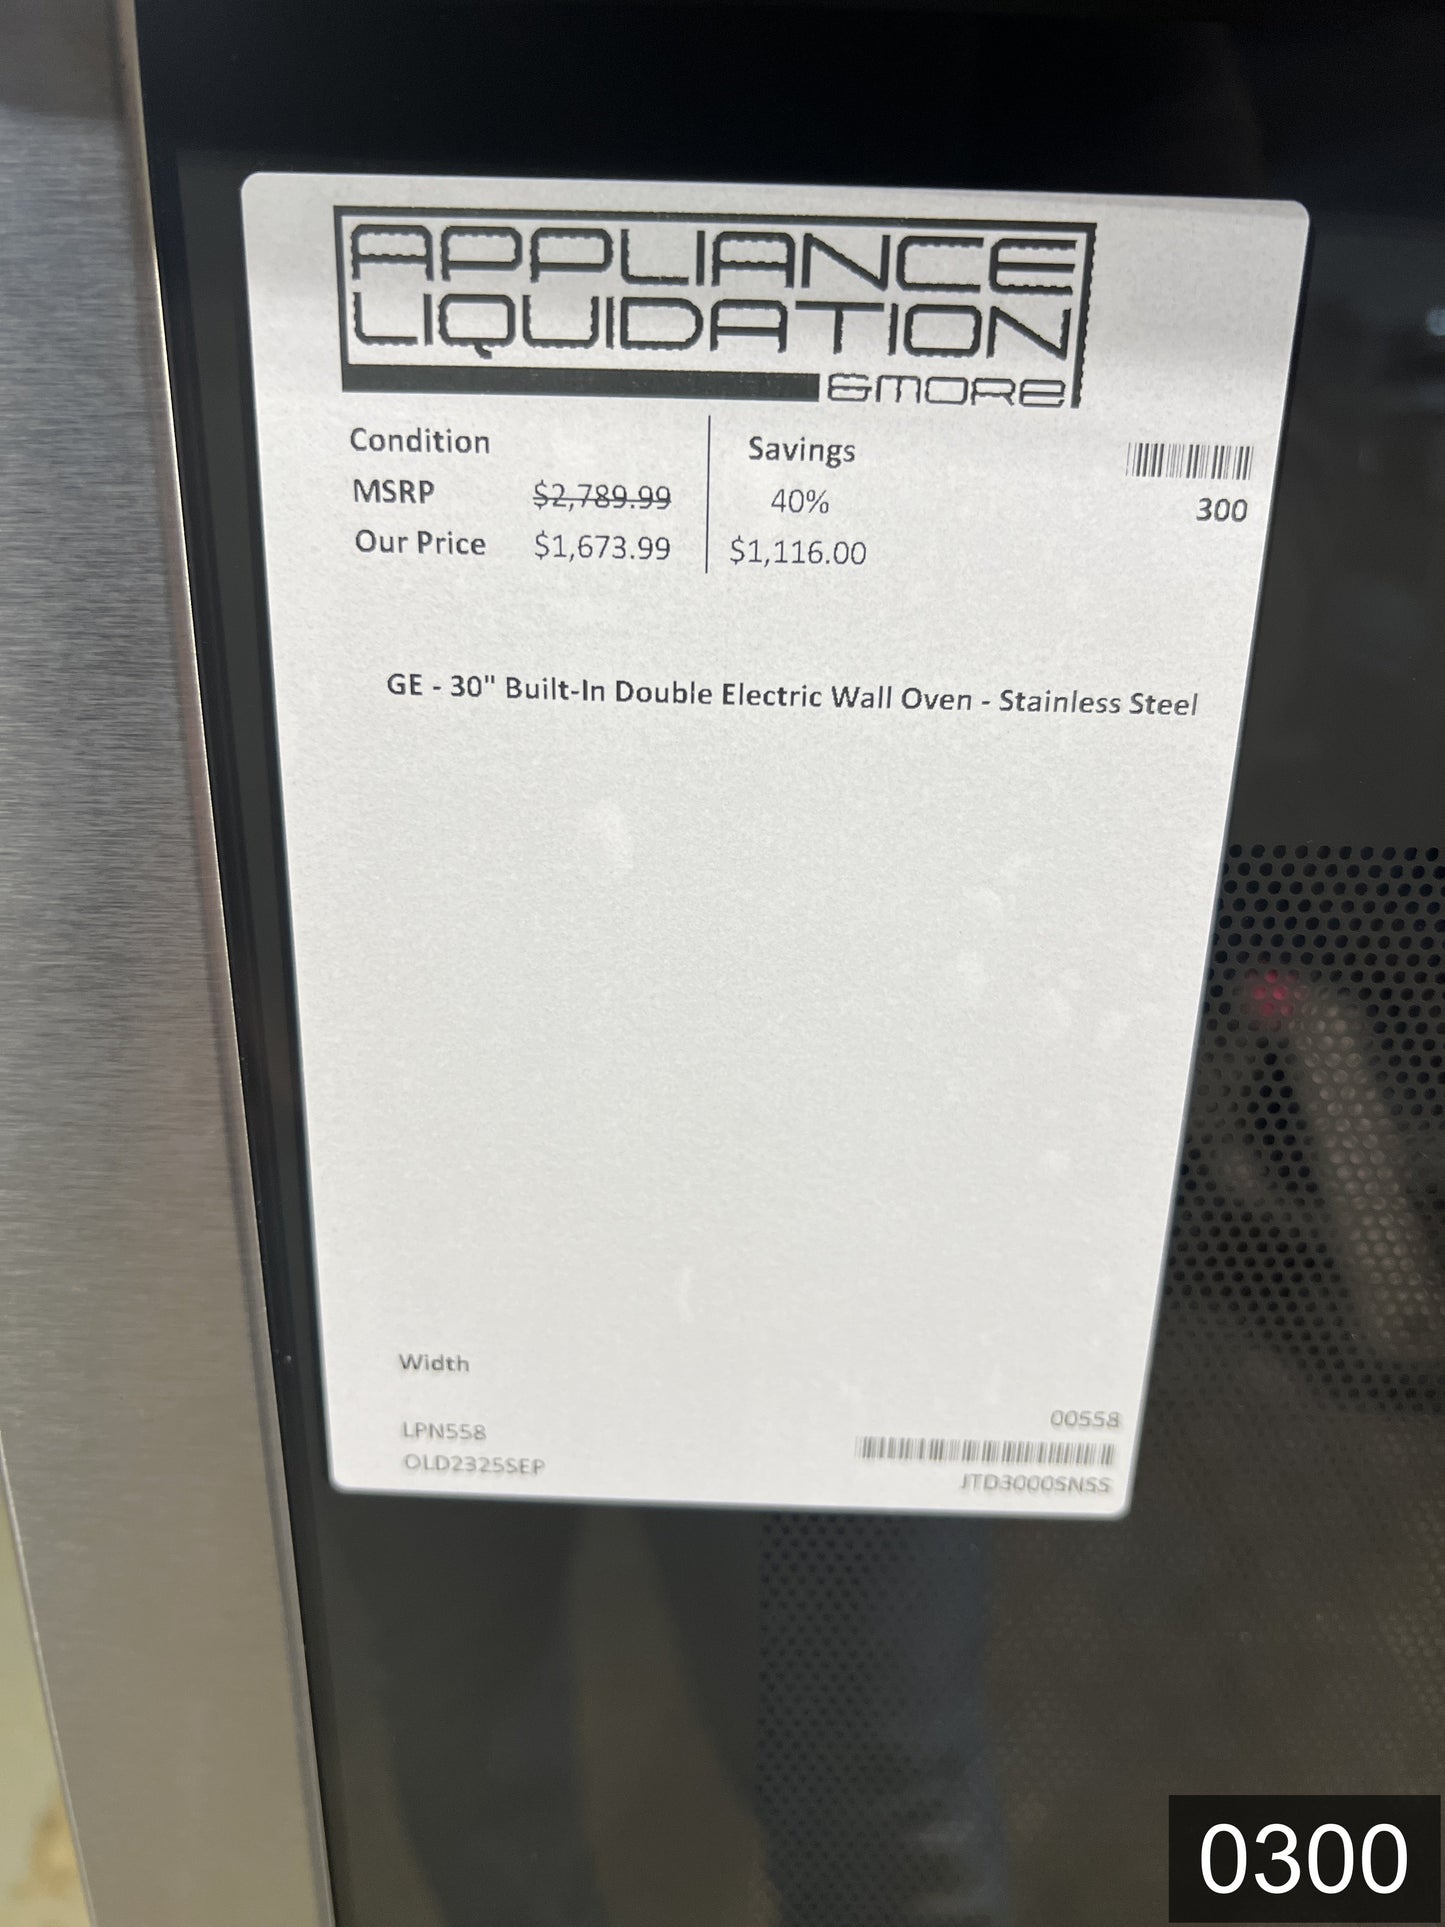 APPLIANCE
LIQUIDATION
&MORE
Condition
MSRP $2,789.99
Our Price $1,673.99
Savings
40%
$1,116.00
300
GE - 30" Built-In Double Electric Wall Oven - Stainless Steel
Width
LPN558
OLD2325SEP
00558
JTD3000SNSS
0300